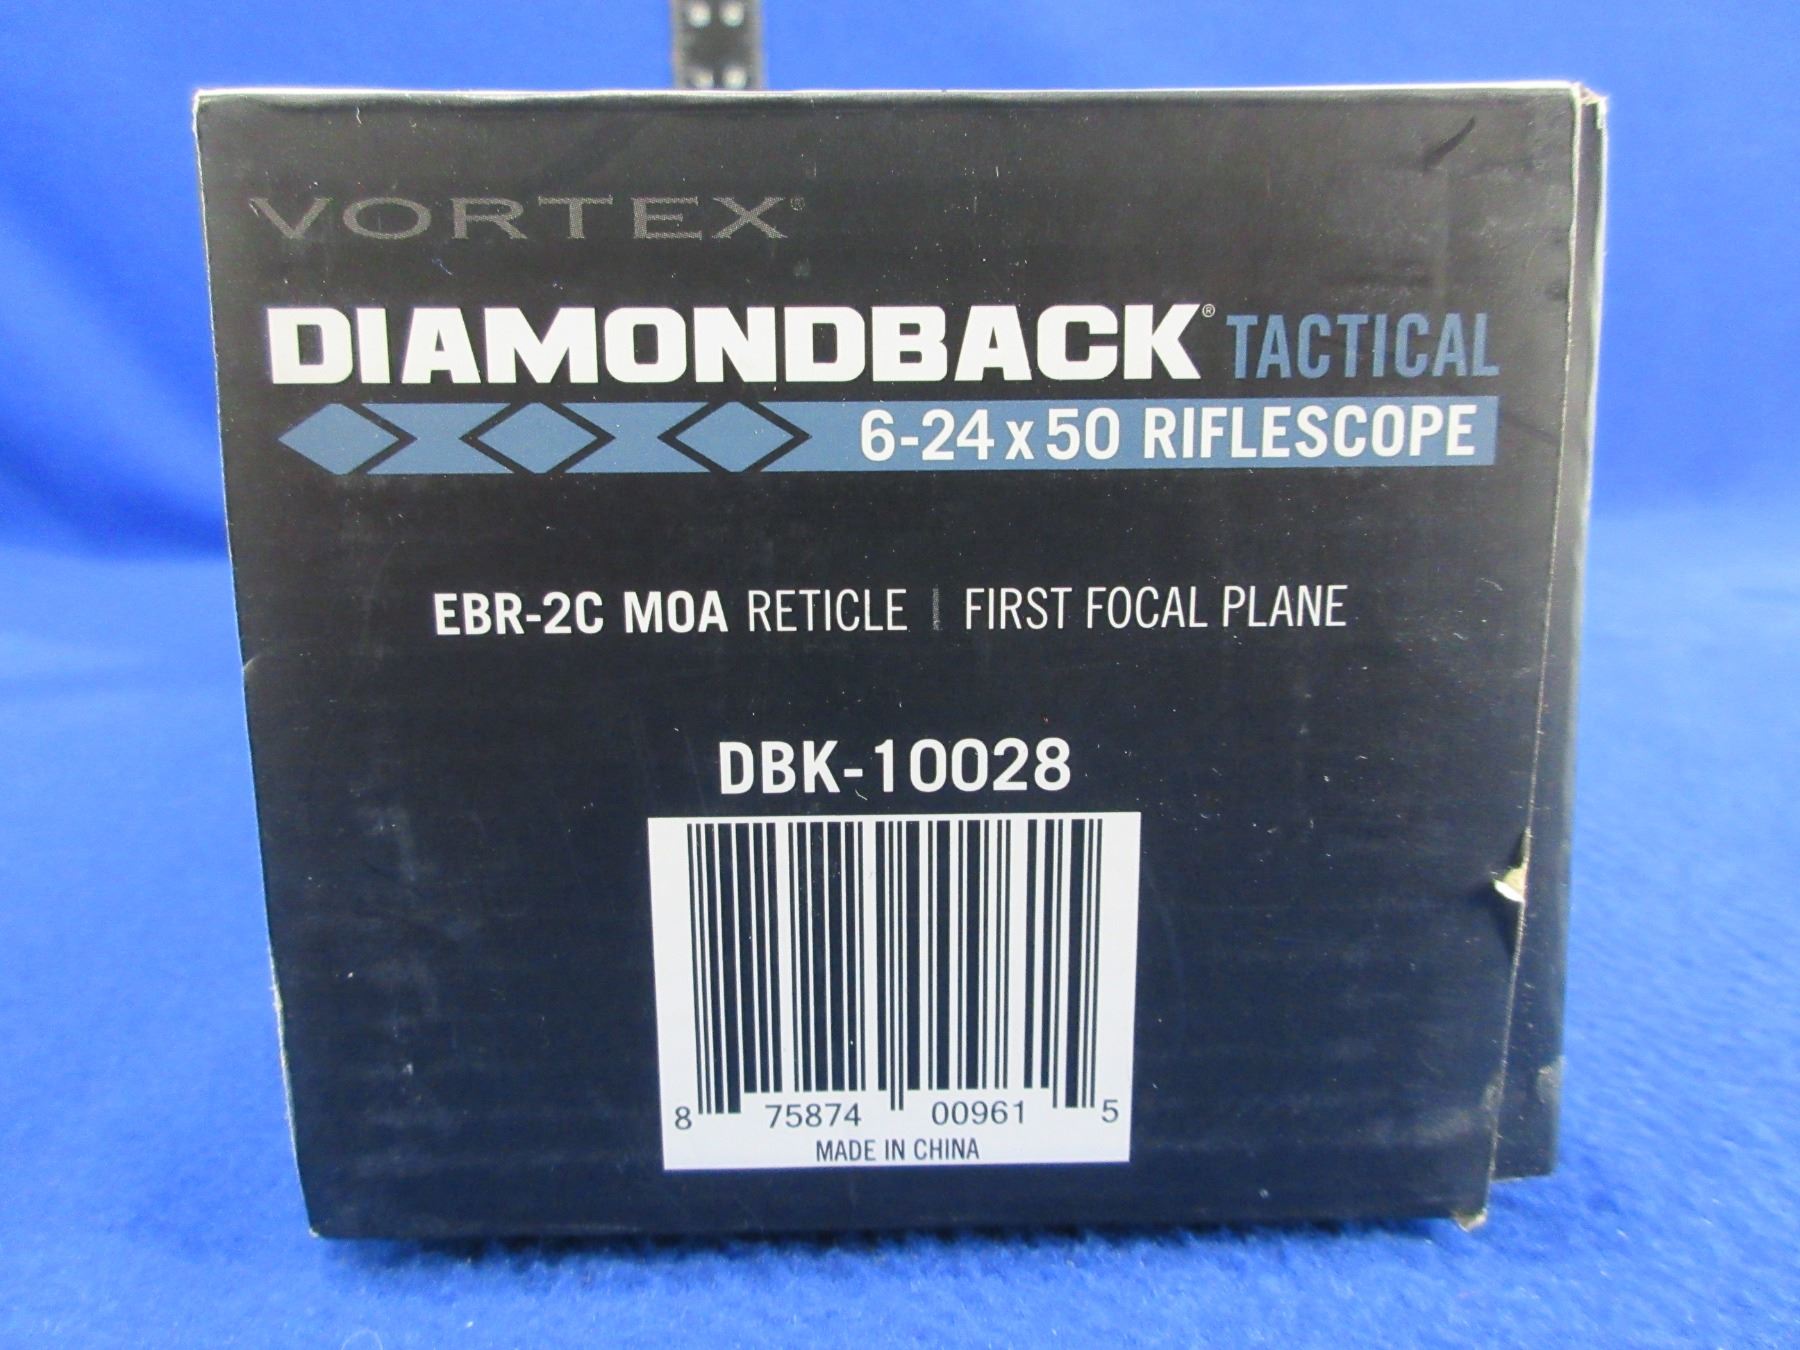 VORTEX®
DIAMONDBACK® TACTICAL
6-24x50 RIFLESCOPE
EBR-2C MOA RETICLE | FIRST FOCAL PLANE
DBK-10028
8 75874 00961 5
MADE IN CHINA